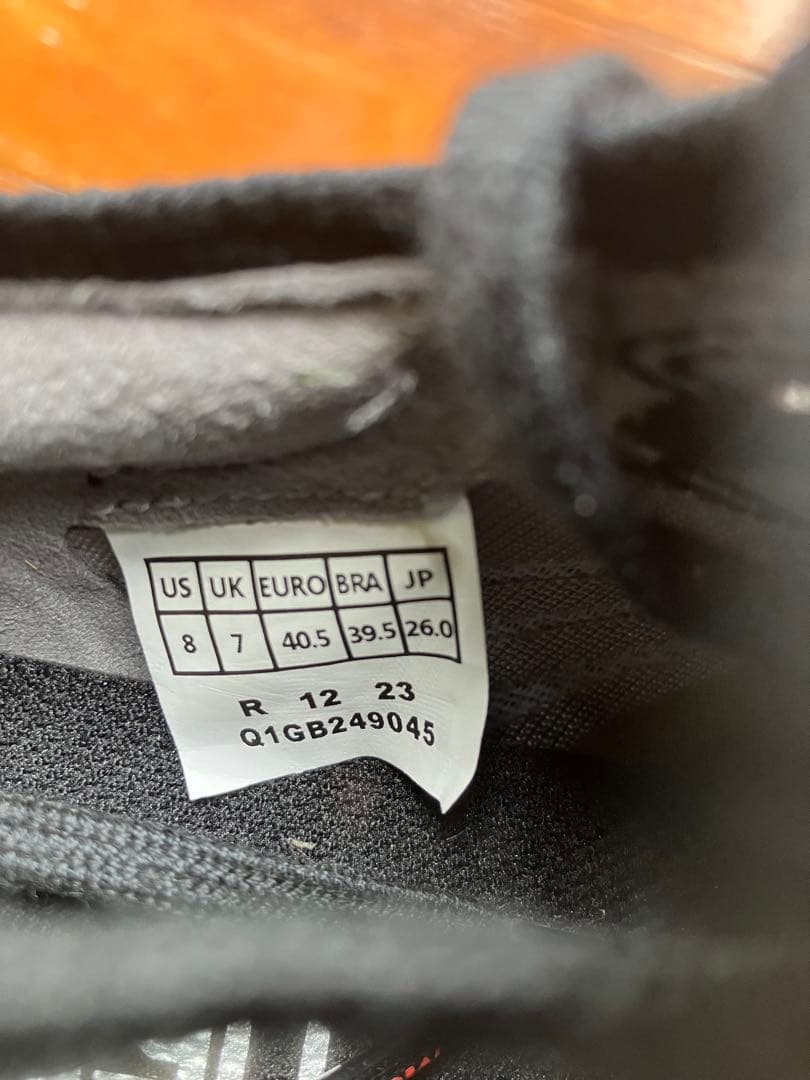 US UK EURO BRA JP
8 7 40.5 39.5 26.0
R 12 23
Q1GB249045